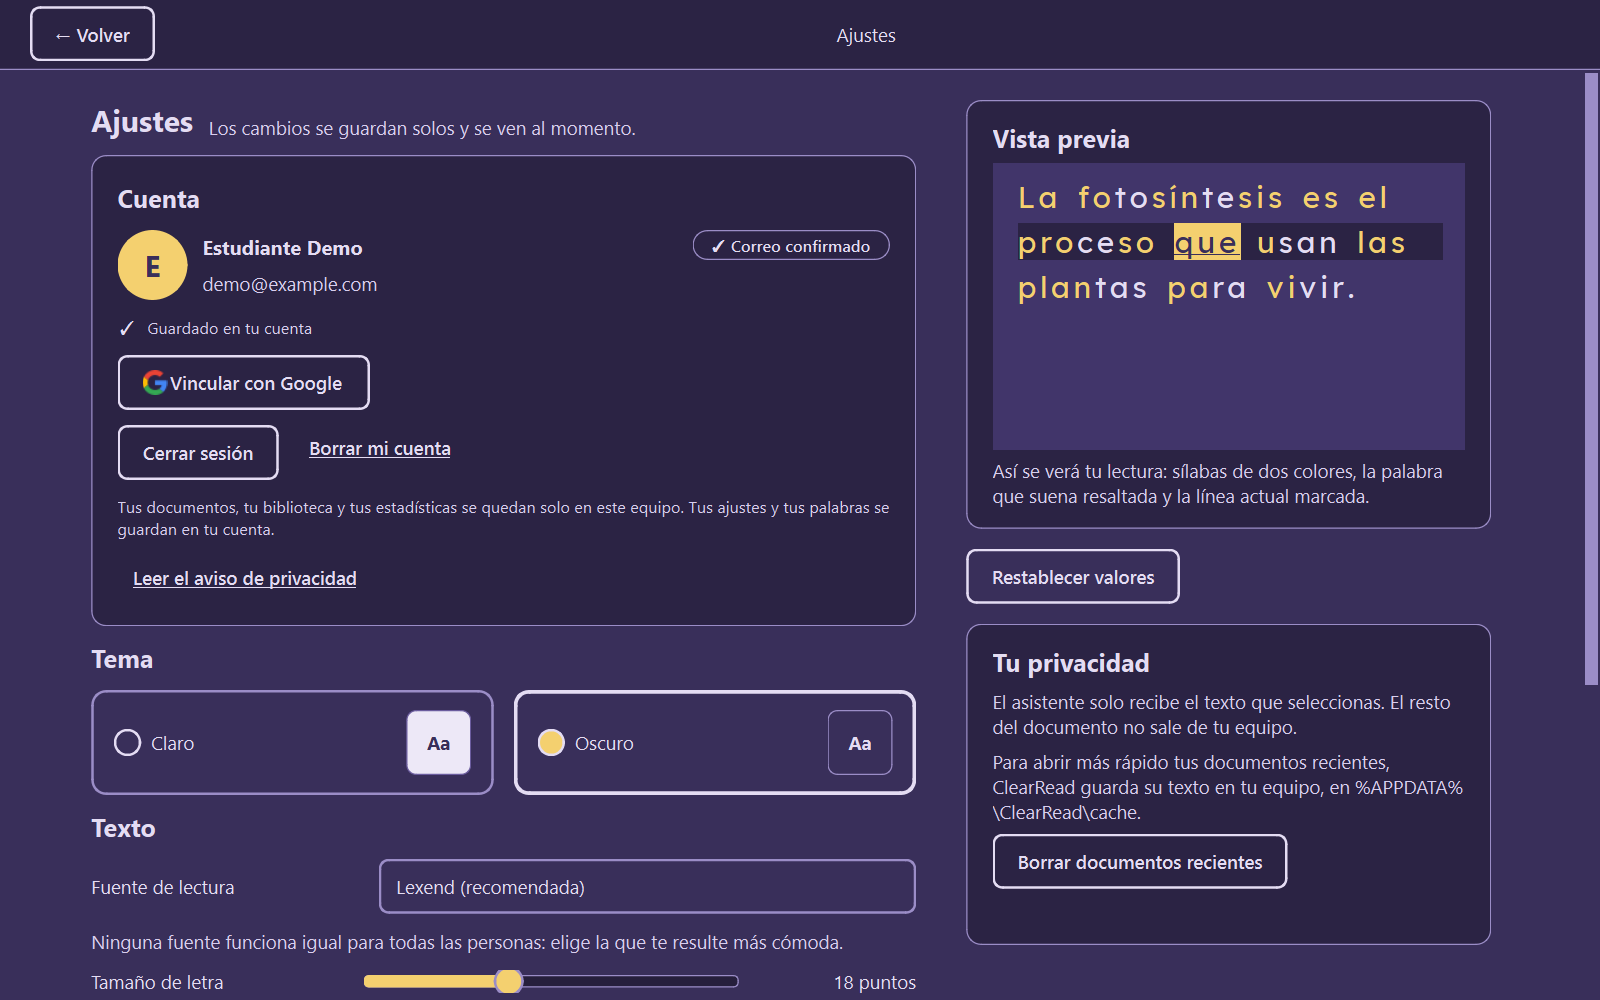 ← Volver
Ajustes
Ajustes
Los cambios se guardan solos y se ven al momento.
Cuenta
E
Estudiante Demo
demo@example.com
✓ Correo confirmado
✓ Guardado en tu cuenta
Vincular con Google
Cerrar sesión
Borrar mi cuenta
Tus documentos, tu biblioteca y tus estadísticas se quedan solo en este equipo. Tus ajustes y tus palabras se
guardan en tu cuenta.
Leer el aviso de privacidad
Tema
Claro
Aa
Oscuro
Aa
Texto
Fuente de lectura
Lexend (recomendada)
Ninguna fuente funciona igual para todas las personas: elige la que te resulte más cómoda.
Tamaño de letra
18 puntos
Vista previa
La fotosíntesis es el
proceso que usan las
plantas para vivir.
Así se verá tu lectura: sílabas de dos colores, la palabra
que suena resaltada y la línea actual marcada.
Restablecer valores
Tu privacidad
El asistente solo recibe el texto que seleccionas. El resto
del documento no sale de tu equipo.
Para abrir más rápido tus documentos recientes,
ClearRead guarda su texto en tu equipo, en %APPDATA%
\ClearRead\cache.
Borrar documentos recientes